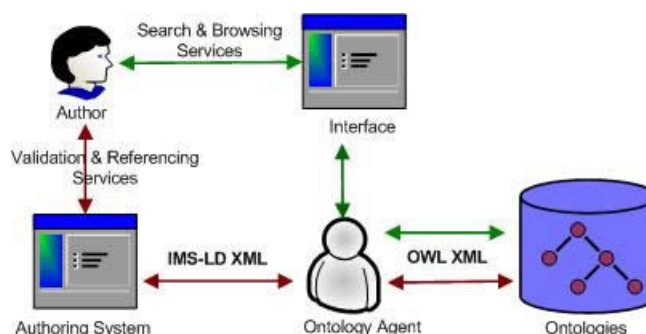 Search & Browsing
Services
Author
Interface
Validation & Referencing
Services
IMS-LD XML
OWL XML
Authoring System
Ontology Agent
Ontologies